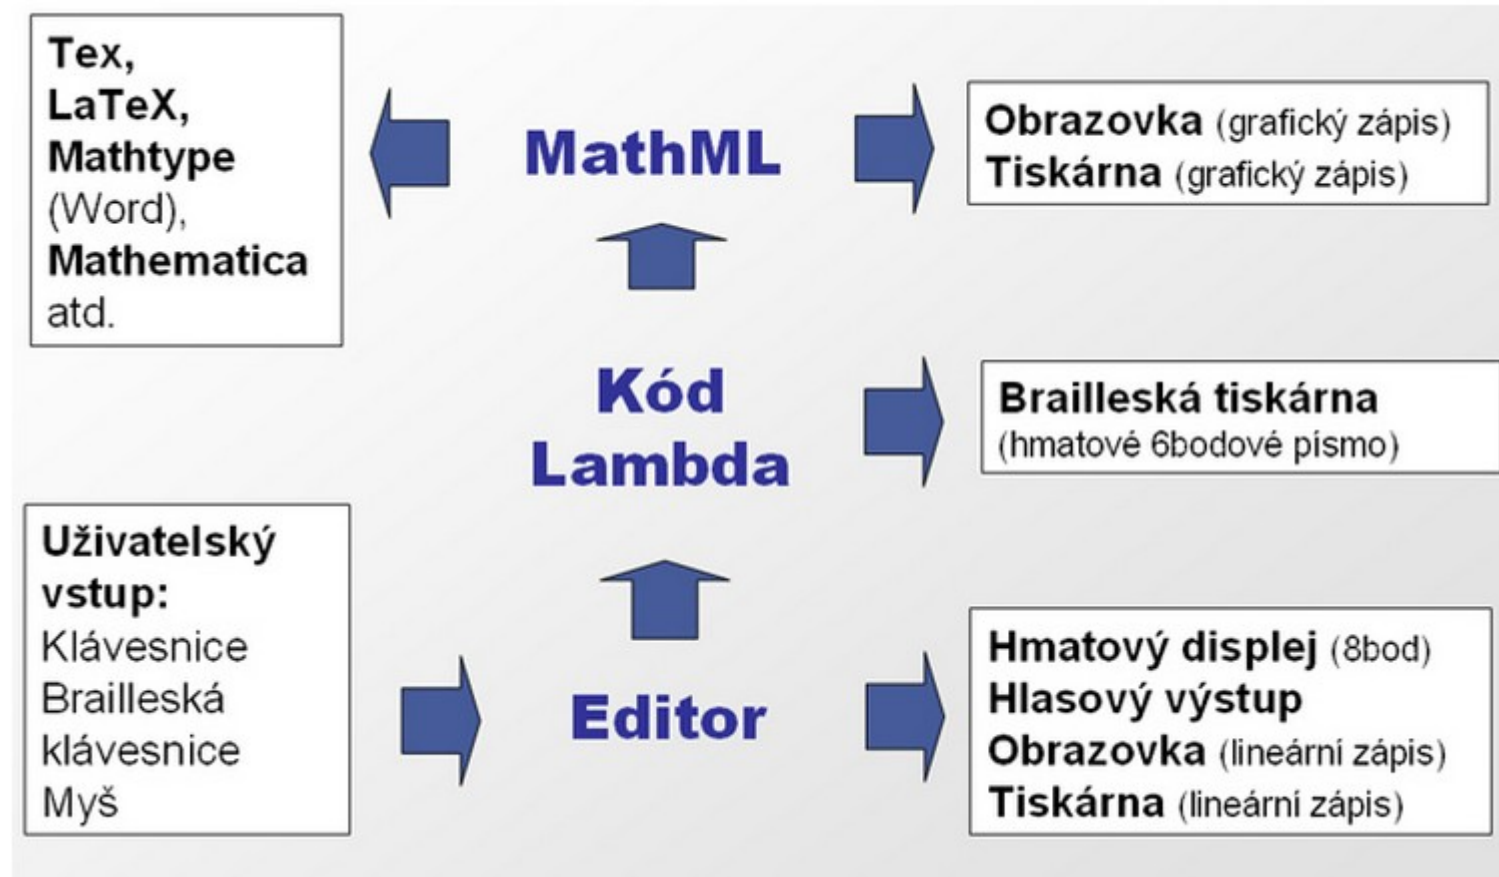 Tex,
LaTeX,
Mathtype
(Word),
Mathematica
atd.
MathML
Obrazovka (grafický zápis)
Tiskárna (grafický zápis)
Kód
Lambda
Brailleská tiskárna
(hmatové 6bodové písmo)
Uživatelský
vstup:
Klávesnice
Brailleská
klávesnice
Myš
Editor
Hmatový displej (8bod)
Hlasový výstup
Obrazovka (lineární zápis)
Tiskárna (lineární zápis)